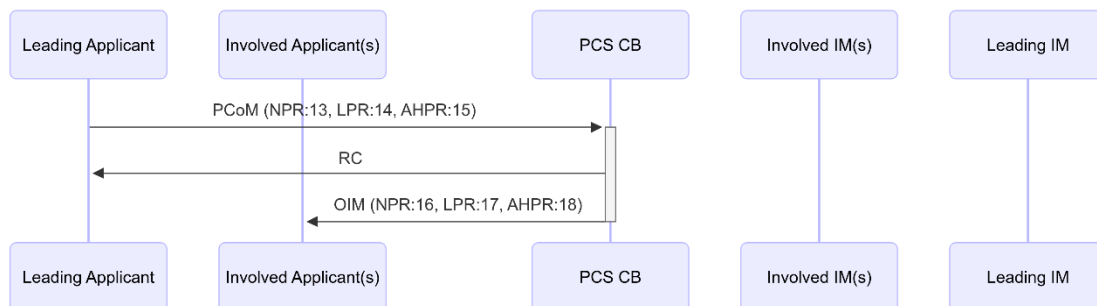 Leading Applicant
Involved Applicant(s)
PCS CB
Involved IM(s)
Leading IM
PCoM (NPR:13, LPR:14, AHPR:15)
RC
OIM (NPR:16, LPR:17, AHPR:18)
Leading Applicant
Involved Applicant(s)
PCS CB
Involved IM(s)
Leading IM